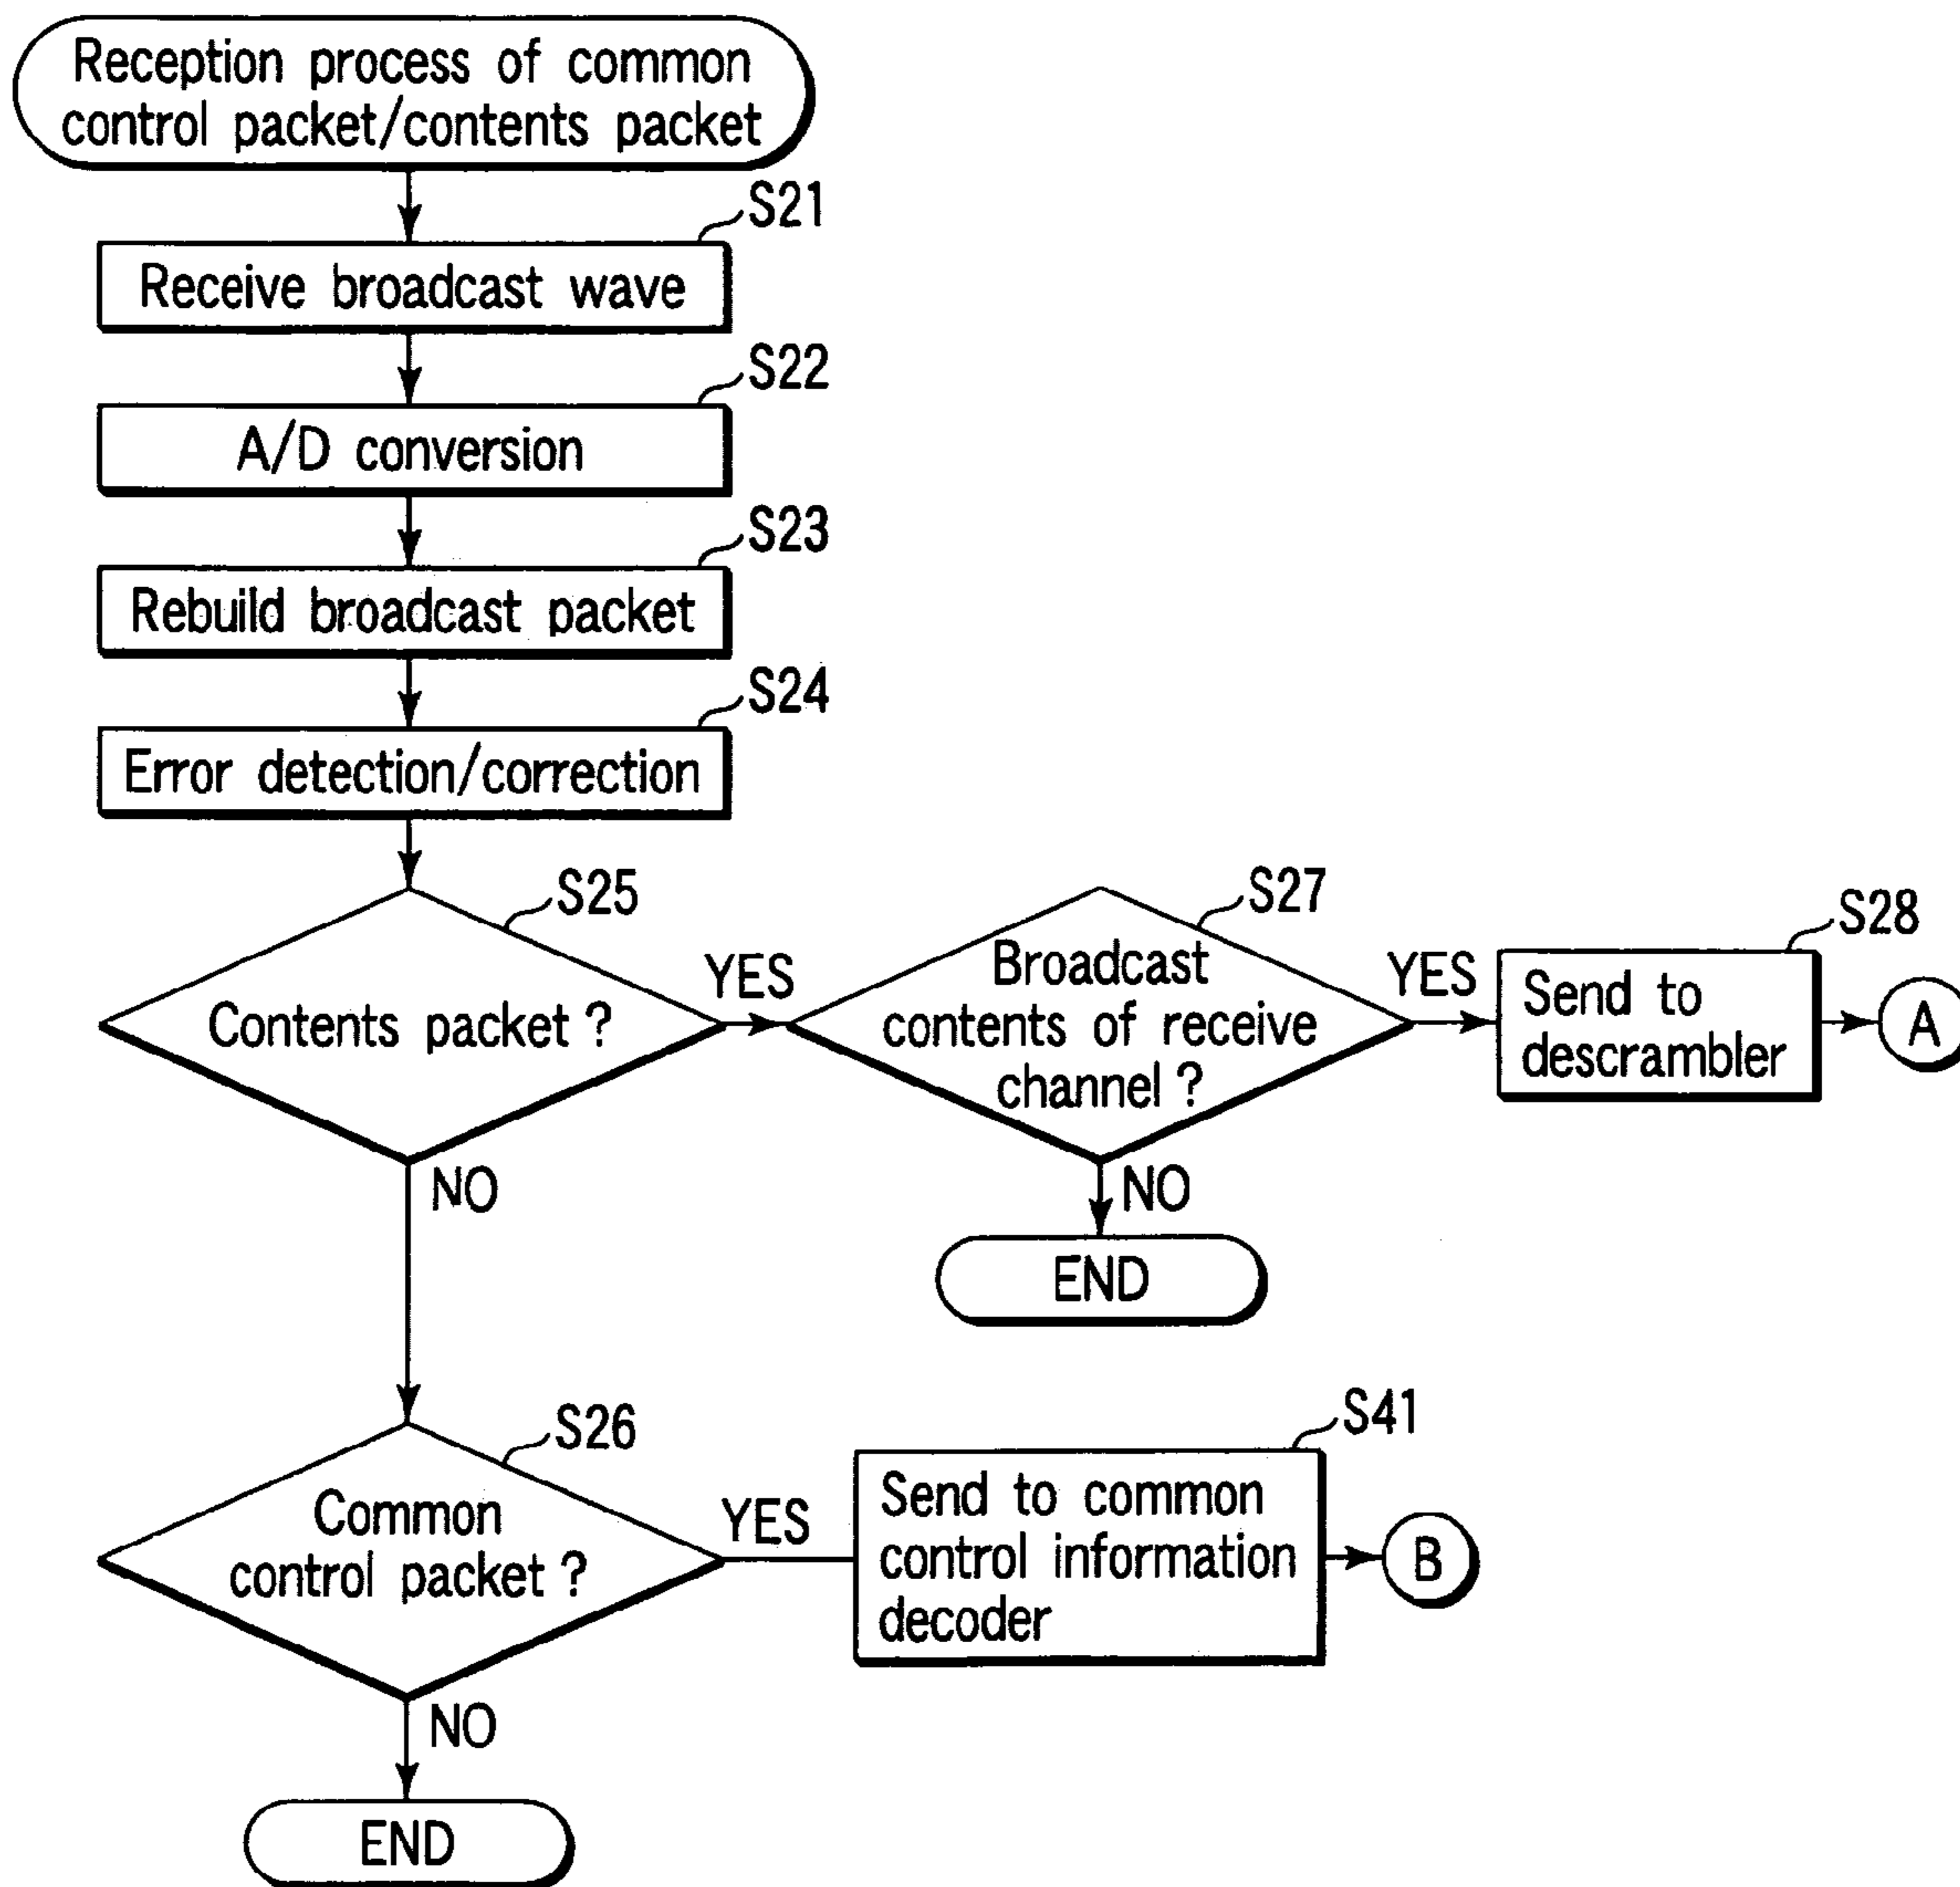 Reception process of common
control packet/contents packet
S21
Receive broadcast wave
S22
A/D conversion
S23
Rebuild broadcast packet
S24
Error detection/correction
S25
Contents packet ?
YES
NO
S27
Broadcast
contents of receive
channel ?
YES
NO
END
S28
Send to
descrambler
A
S26
Common
control packet ?
YES
NO
END
S41
Send to common
control information
decoder
B